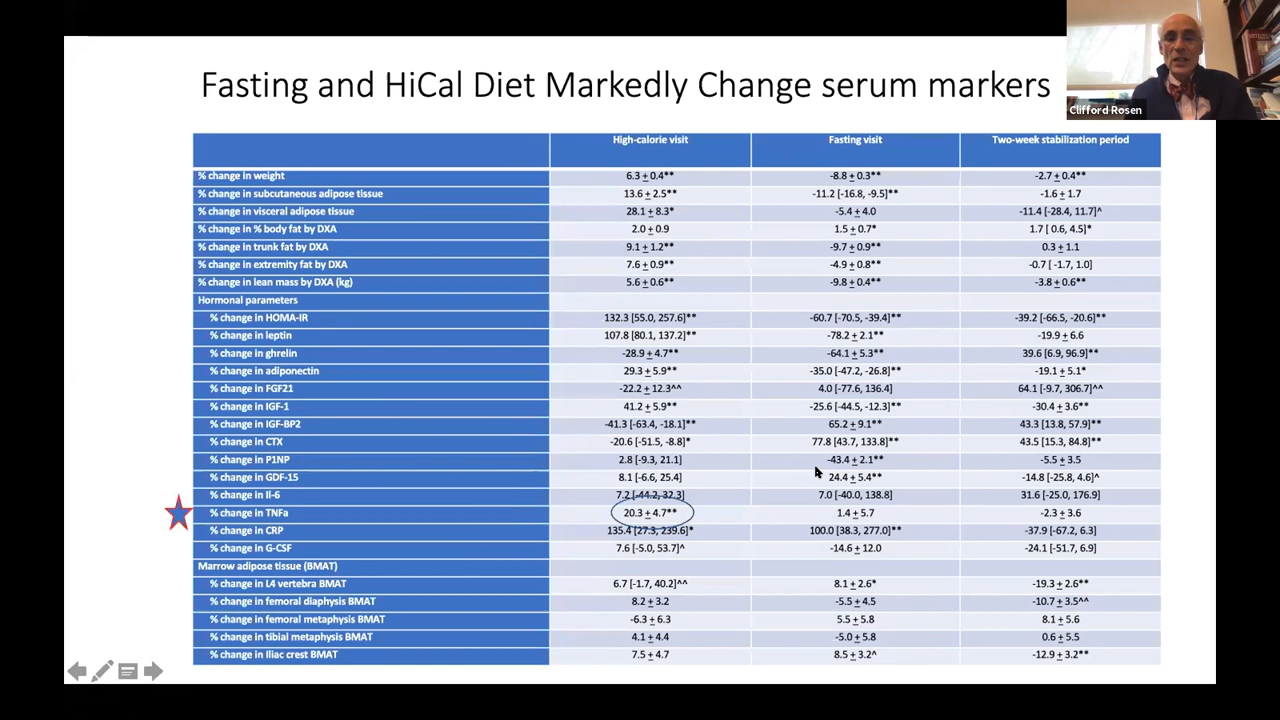 Clifford Rosen
Fasting and HiCal Diet Markedly Change serum markers
High-calorie visit Fasting visit Two-week stabilization period
% change in weight 6.3 ± 0.4** -8.8 ± 0.3** -2.7 ± 0.4**
% change in subcutaneous adipose tissue 13.6 ± 2.5** -11.2 [-16.8, -9.5]** -1.6 ± 1.7
% change in visceral adipose tissue 28.1 ± 8.3* -5.4 ± 4.0 -11.4 [-28.4, 11.7]^
% change in % body fat by DXA 2.0 ± 0.9 1.5 ± 0.7* 1.7 [ 0.6, 4.5]*
% change in trunk fat by DXA 9.1 ± 1.2** -9.7 ± 0.9** 0.3 ± 1.1
% change in extremity fat by DXA 7.6 ± 0.9** -4.9 ± 0.8** -0.7 [ -1.7, 1.0]
% change in lean mass by DXA (kg) 5.6 ± 0.6** -9.8 ± 0.4** -3.8 ± 0.6**
Hormonal parameters
% change in HOMA-IR 132.3 [55.0, 257.6]** -60.7 [-70.5, -39.4]** -39.2 [-66.5, -20.6]**
% change in leptin 107.8 [80.1, 137.2]** -78.2 ± 2.1** -19.9 ± 6.6
% change in ghrelin -28.9 ± 4.7** -64.1 ± 5.3** 39.6 [6.9, 96.9]**
% change in adiponectin 29.3 ± 5.9** -35.0 [-47.2, -26.8]** -19.1 ± 5.1*
% change in FGF21 -22.2 ± 12.3^^ 4.0 [-77.6, 136.4] 64.1 [-9.7, 306.7]^^
% change in IGF-1 41.2 ± 5.9** -25.6 [-44.5, -12.3]** -30.4 ± 3.6**
% change in IGF-BP2 -41.3 [-63.4, -18.1]** 65.2 ± 9.1** 43.3 [13.8, 57.9]**
% change in CTX -20.6 [-51.5, -8.8]* 77.8 [43.7, 133.8]** 43.5 [15.3, 84.8]**
% change in P1NP 2.8 [-9.3, 21.1] -43.4 ± 2.1** -5.5 ± 3.5
% change in GDF-15 8.1 [-6.6, 25.4] 24.4 ± 5.4** -14.8 [-25.8, 4.6]^
% change in Il-6 7.2 [-44.2, 32.3] 7.0 [-40.0, 138.8] 31.6 [-25.0, 176.9]
% change in TNFa 20.3 ± 4.7** 1.4 ± 5.7 -2.3 ± 3.6
% change in CRP 135.4 [27.3, 239.6]* 100.0 [38.3, 277.0]** -37.9 [-67.2, 6.3]
% change in G-CSF 7.6 [-5.0, 53.7]^ -14.6 ± 12.0 -24.1 [-51.7, 6.9]
Marrow adipose tissue (BMAT)
% change in L4 vertebra BMAT 6.7 [-1.7, 40.2]^^ 8.1 ± 2.6* -19.3 ± 2.6**
% change in femoral diaphysis BMAT 8.2 ± 3.2 -5.5 ± 4.5 -10.7 ± 3.5^^
% change in femoral metaphysis BMAT -6.3 ± 6.3 5.5 ± 5.8 8.1 ± 5.6
% change in tibial metaphysis BMAT 4.1 ± 4.4 -5.0 ± 5.8 0.6 ± 5.5
% change in Iliac crest BMAT 7.5 ± 4.7 8.5 ± 3.2^ -12.9 ± 3.2**